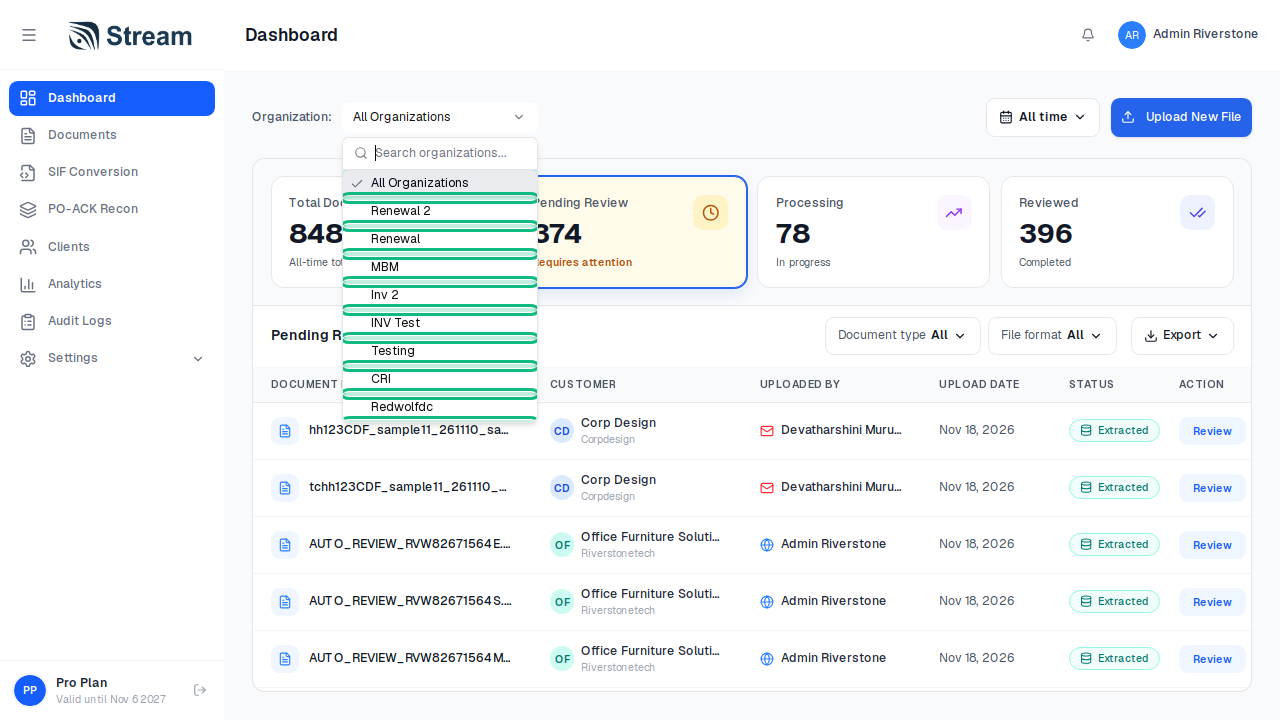 Stream
Dashboard
AR
Admin Riverstone
Dashboard
Documents
SIF Conversion
PO-ACK Recon
Clients
Analytics
Audit Logs
Settings
PP
Pro Plan
Valid until Nov 6 2027
Organization:
All Organizations
All time
Upload New File
Search organizations...
All Organizations
Renewal 2
Renewal
MBM
Inv 2
INV Test
Testing
CRI
Redwolfdc
Total
848
All-time
Pending Review
874
Requires attention
Processing
78
In progress
Reviewed
396
Completed
Pending
Document type All
File format All
Export
DOCUMENT
CUSTOMER
UPLOADED BY
UPLOAD DATE
STATUS
ACTION
hh123CDF_sample11_261110_sa...
CD
Corp Design
Corpdesign
Devatharshini Muru...
Nov 18, 2026
Extracted
Review
tchh123CDF_sample11_261110_...
CD
Corp Design
Corpdesign
Devatharshini Muru...
Nov 18, 2026
Extracted
Review
AUTO_REVIEW_RVW82671564E...
OF
Office Furniture Soluti...
Riverstonetech
Admin Riverstone
Nov 18, 2026
Extracted
Review
AUTO_REVIEW_RVW82671564S...
OF
Office Furniture Soluti...
Riverstonetech
Admin Riverstone
Nov 18, 2026
Extracted
Review
AUTO_REVIEW_RVW82671564M...
OF
Office Furniture Soluti...
Riverstonetech
Admin Riverstone
Nov 18, 2026
Extracted
Review